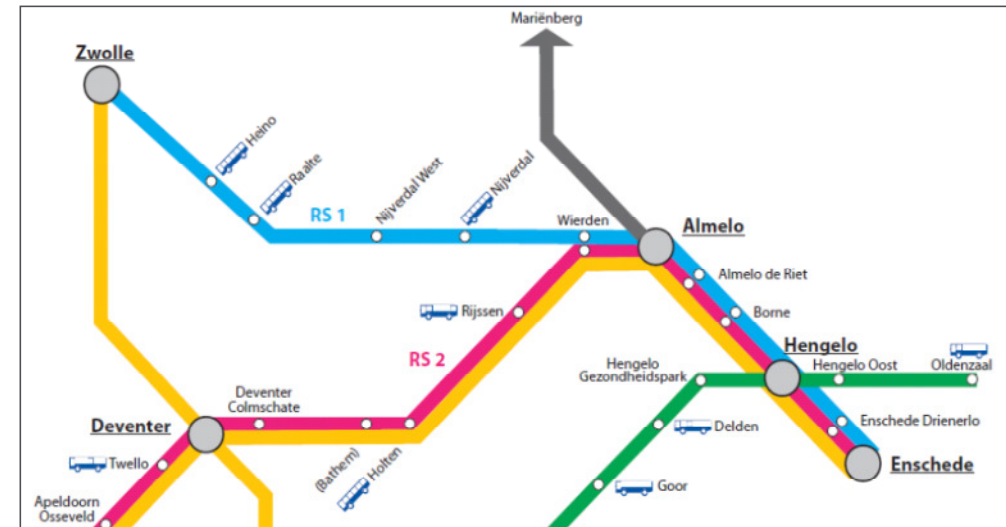 Mariënberg
Zwolle
Heino
Raalte
RS 1
Nijverdal West
Nijverdal
Wierden
Almelo
Almelo de Riet
Borne
Rijssen
RS 2
Hengelo
Hengelo
Gezondheidspark
Hengelo Oost
Oldenzaal
Deventer
Colmschate
Deventer
(Bathem)
Holten
Delden
Enschede Drienerlo
Twello
Enschede
Goor
Apeldoorn
Osseveld